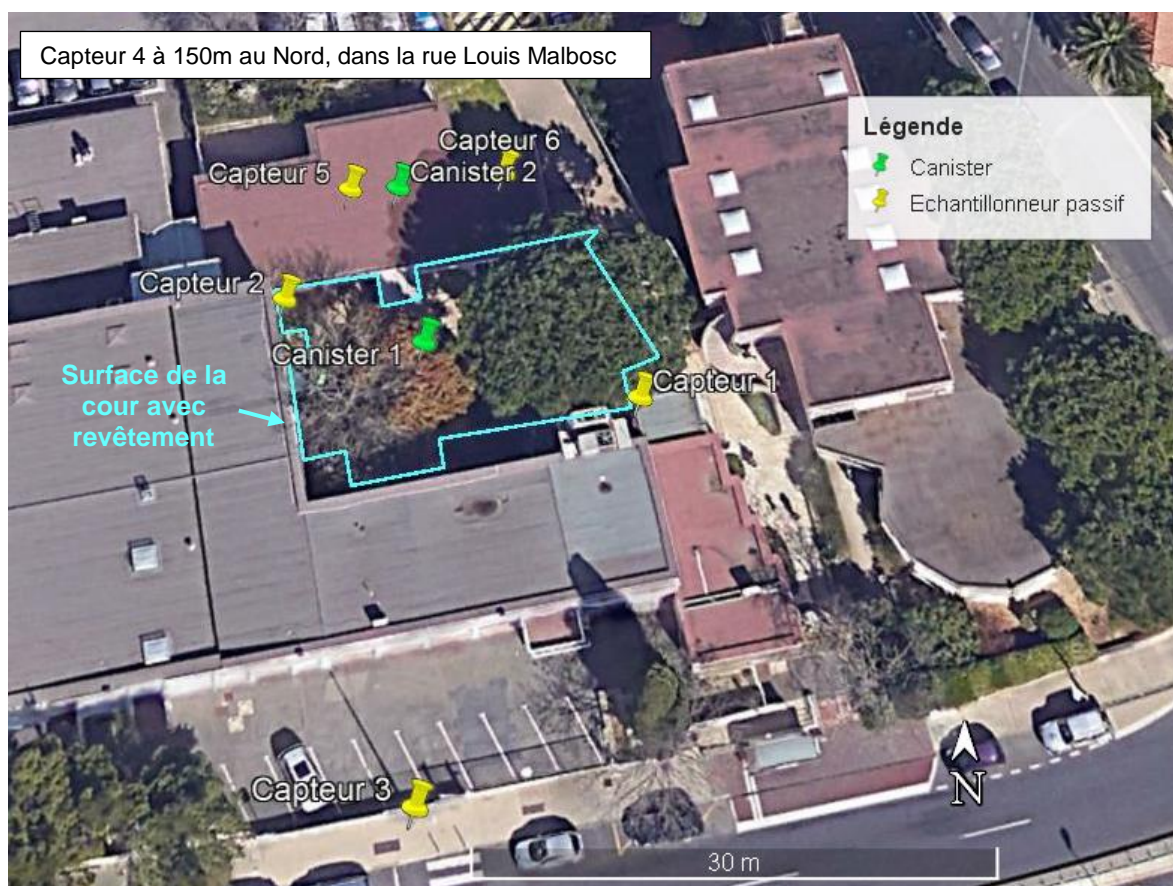 Capteur 4 à 150m au Nord, dans la rue Louis Malbosc
Légende
Canister
Echantillonneur passif
Capteur 6
Capteur 5
Canister 2
Capteur 2
Canister 1
Capteur 1
Surface de la
cour avec
revêtement
Capteur 3
N
30 m